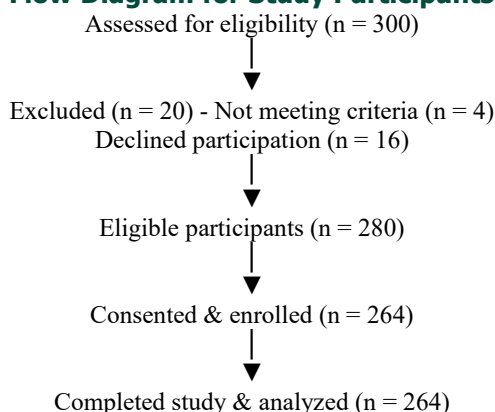 Flow Diagram for Study Participants
Assessed for eligibility (n = 300)
Excluded (n = 20) - Not meeting criteria (n = 4)
Declined participation (n = 16)
Eligible participants (n = 280)
Consented & enrolled (n = 264)
Completed study & analyzed (n = 264)